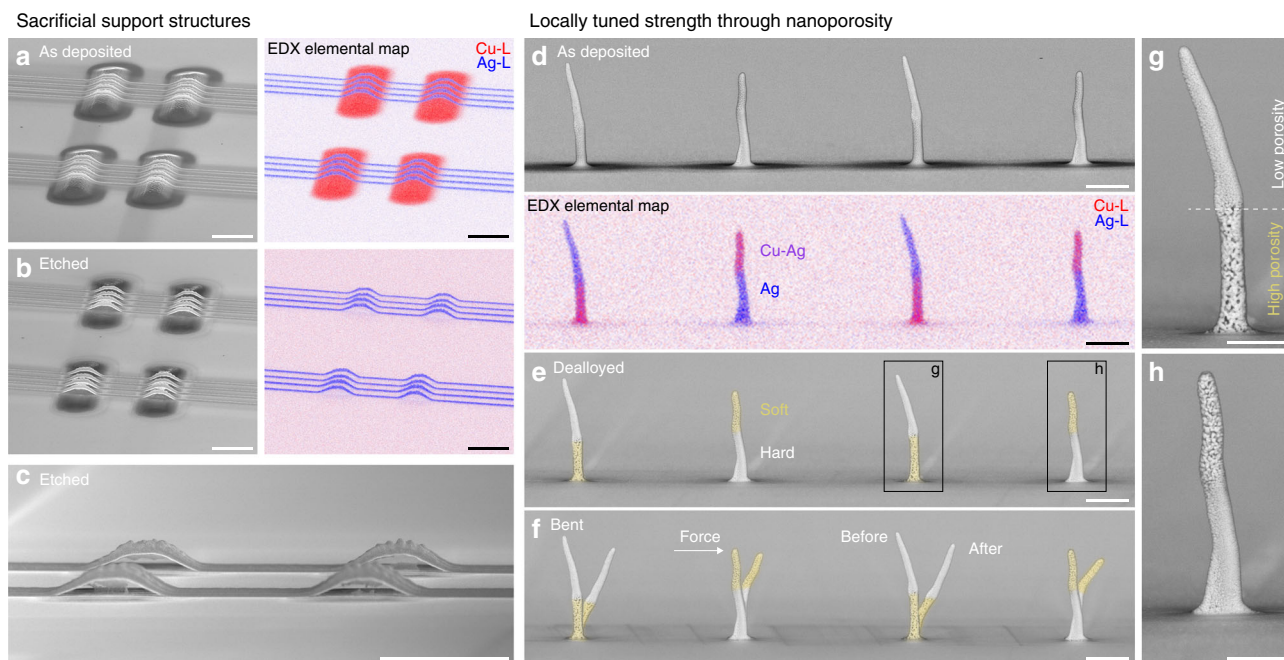 Sacrificial support structures
Locally tuned strength through nanoporosity
a
As deposited
EDX elemental map
Cu-L
Ag-L
b
Etched
c
Etched
d
As deposited
EDX elemental map
Cu-L
Ag-L
Cu-Ag
Ag
e
Dealloyed
Soft
Hard
g
h
f
Bent
Force
Before
After
g
Low porosity
High porosity
h